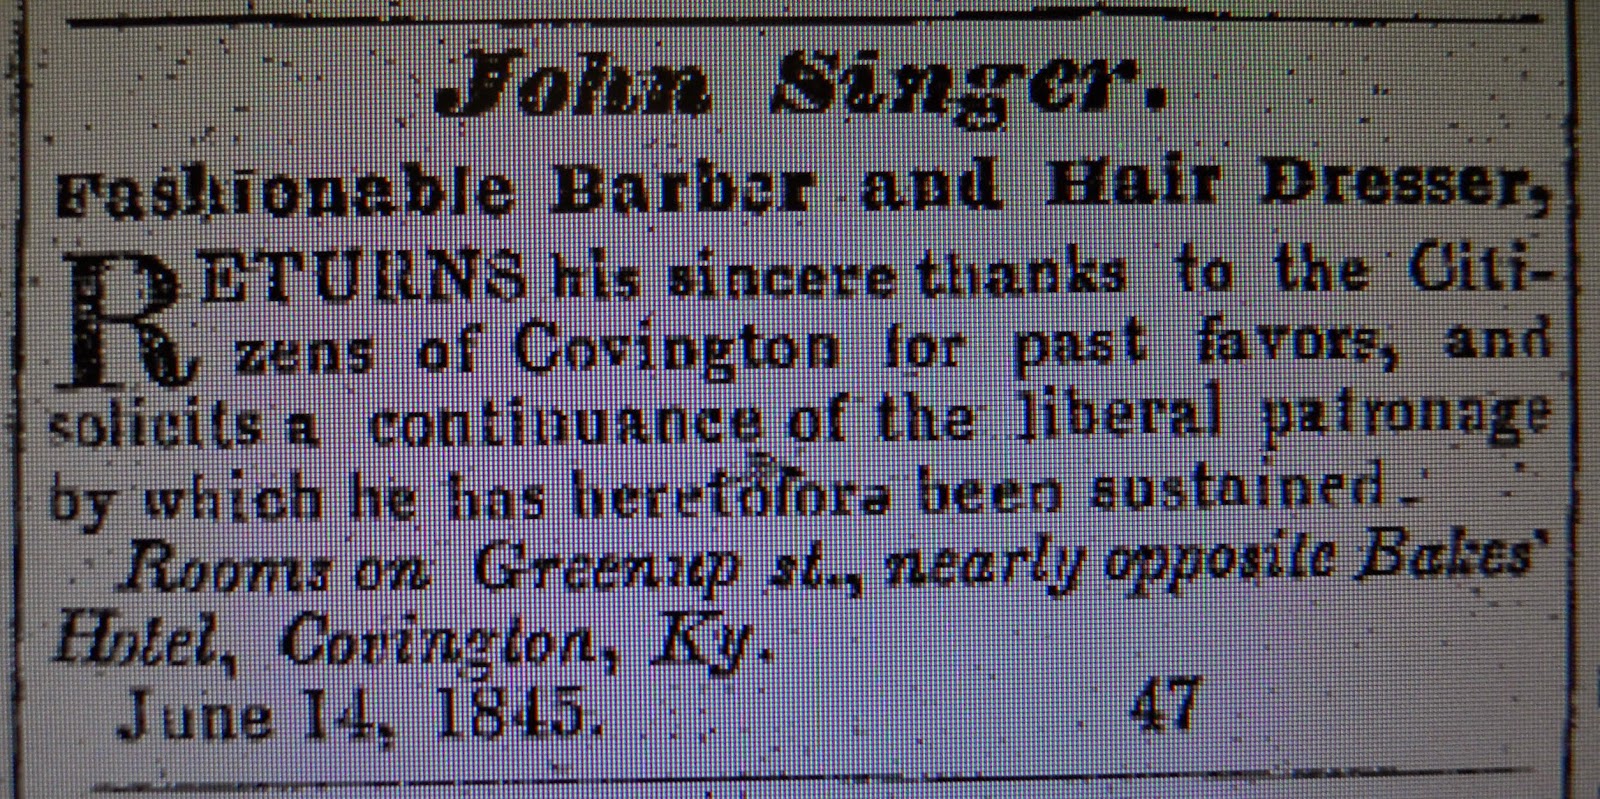 John Singer.
Fashionable Barber and Hair Dresser,
RETURNS his sincere thanks to the Citi-
zens of Covington for past favors, and
solicits a continuance of the liberal patronage
by which he has heretofore been sustained.
Rooms on Greenup st., nearly opposite Bakes'
Hotel, Covington, Ky.
June 14, 1845. 47